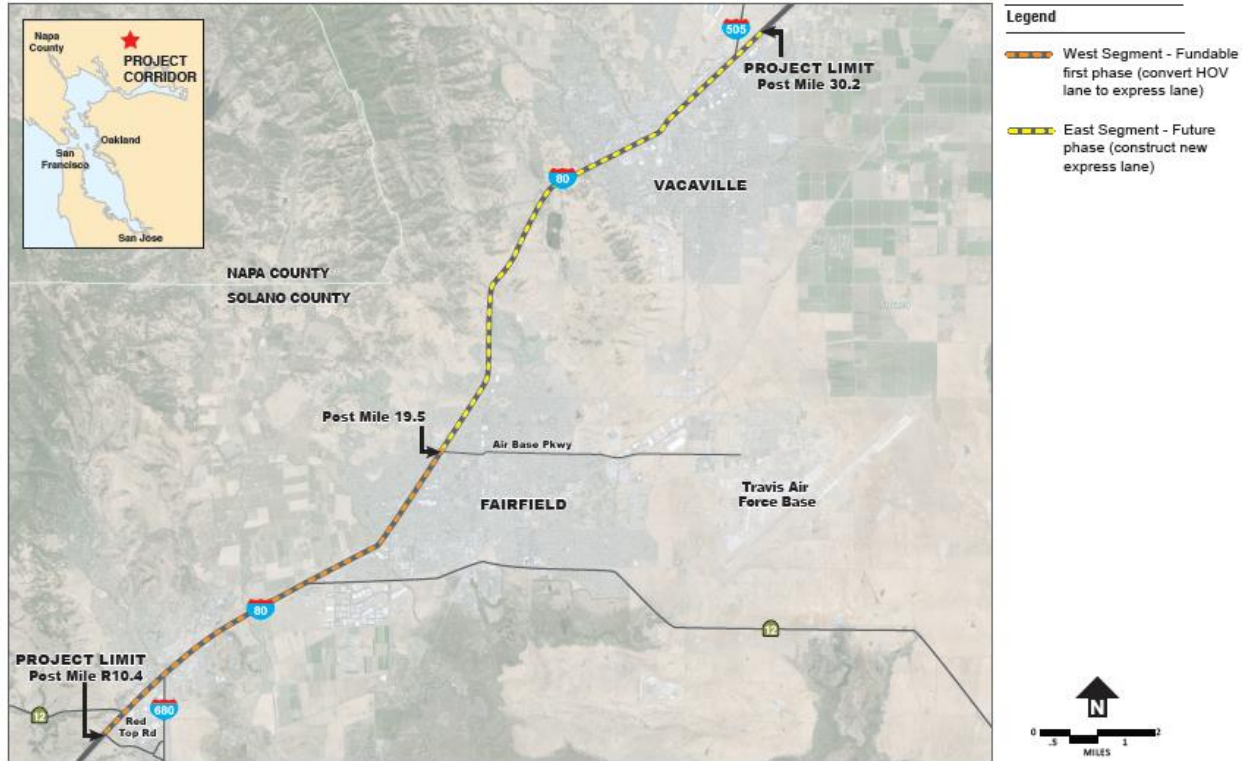 Napa
County
PROJECT
CORRIDOR
Oakland
San
Francisco
San Jose
505
PROJECT LIMIT
Post Mile 30.2
80
VACAVILLE
NAPA COUNTY
SOLANO COUNTY
Post Mile 19.5
Air Base Pkwy
FAIRFIELD
Travis Air
Force Base
80
12
PROJECT LIMIT
Post Mile R10.4
12
680
Red
Top Rd
Legend
West Segment - Fundable
first phase (convert HOV
lane to express lane)
East Segment - Future
phase (construct new
express lane)
N
0 .5 1 2
MILES